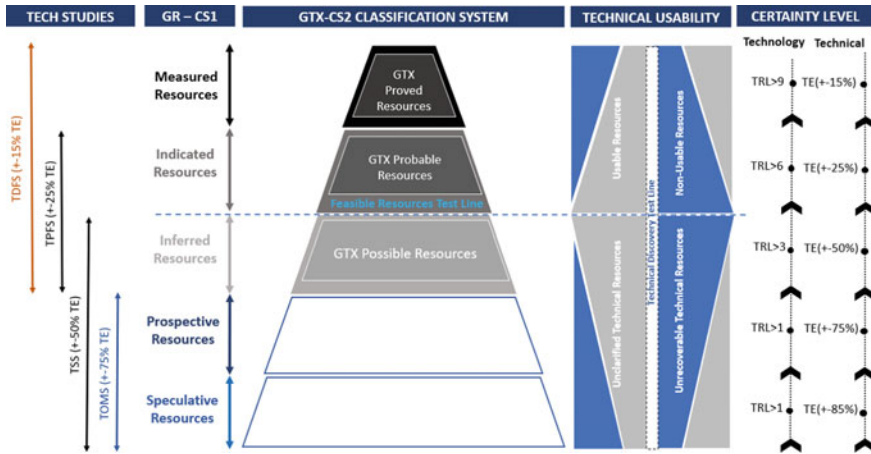 TECH STUDIES
GR – CS1
GTX-CS2 CLASSIFICATION SYSTEM
TECHNICAL USABILITY
CERTAINTY LEVEL
Technology
Technical
TDFS (+-15% TE)
TPFS (+-25% TE)
TSS (+-50% TE)
TOMS (+-75% TE)
Measured
Resources
Indicated
Resources
Inferred
Resources
Prospective
Resources
Speculative
Resources
GTX
Proved
Resources
GTX Probable
Resources
Feasible Resources Test Line
GTX Possible Resources
Usable Resources
Non-Usable Resources
Technical Discovery Test Line
Unclarified Technical Resources
Unrecoverable Technical Resources
TRL>9
TE(+-15%)
TRL>6
TE(+-25%)
TRL>3
TE(+-50%)
TRL>1
TE(+-75%)
TRL>1
TE(+-85%)